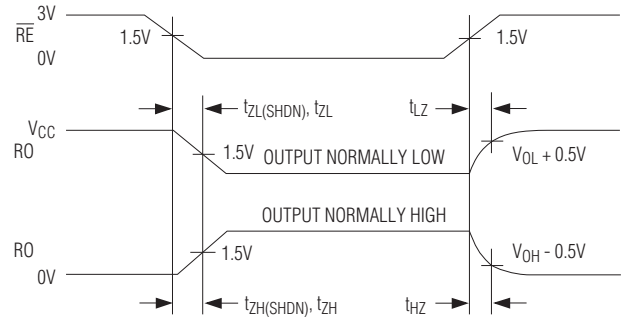 3V
RE
1.5V
1.5V
0V
tZL(SHDN), tZL
tLZ
VCC
RO
1.5V
OUTPUT NORMALLY LOW
VOL + 0.5V
OUTPUT NORMALLY HIGH
RO
1.5V
VOH - 0.5V
0V
tZH(SHDN), tZH
tHZ